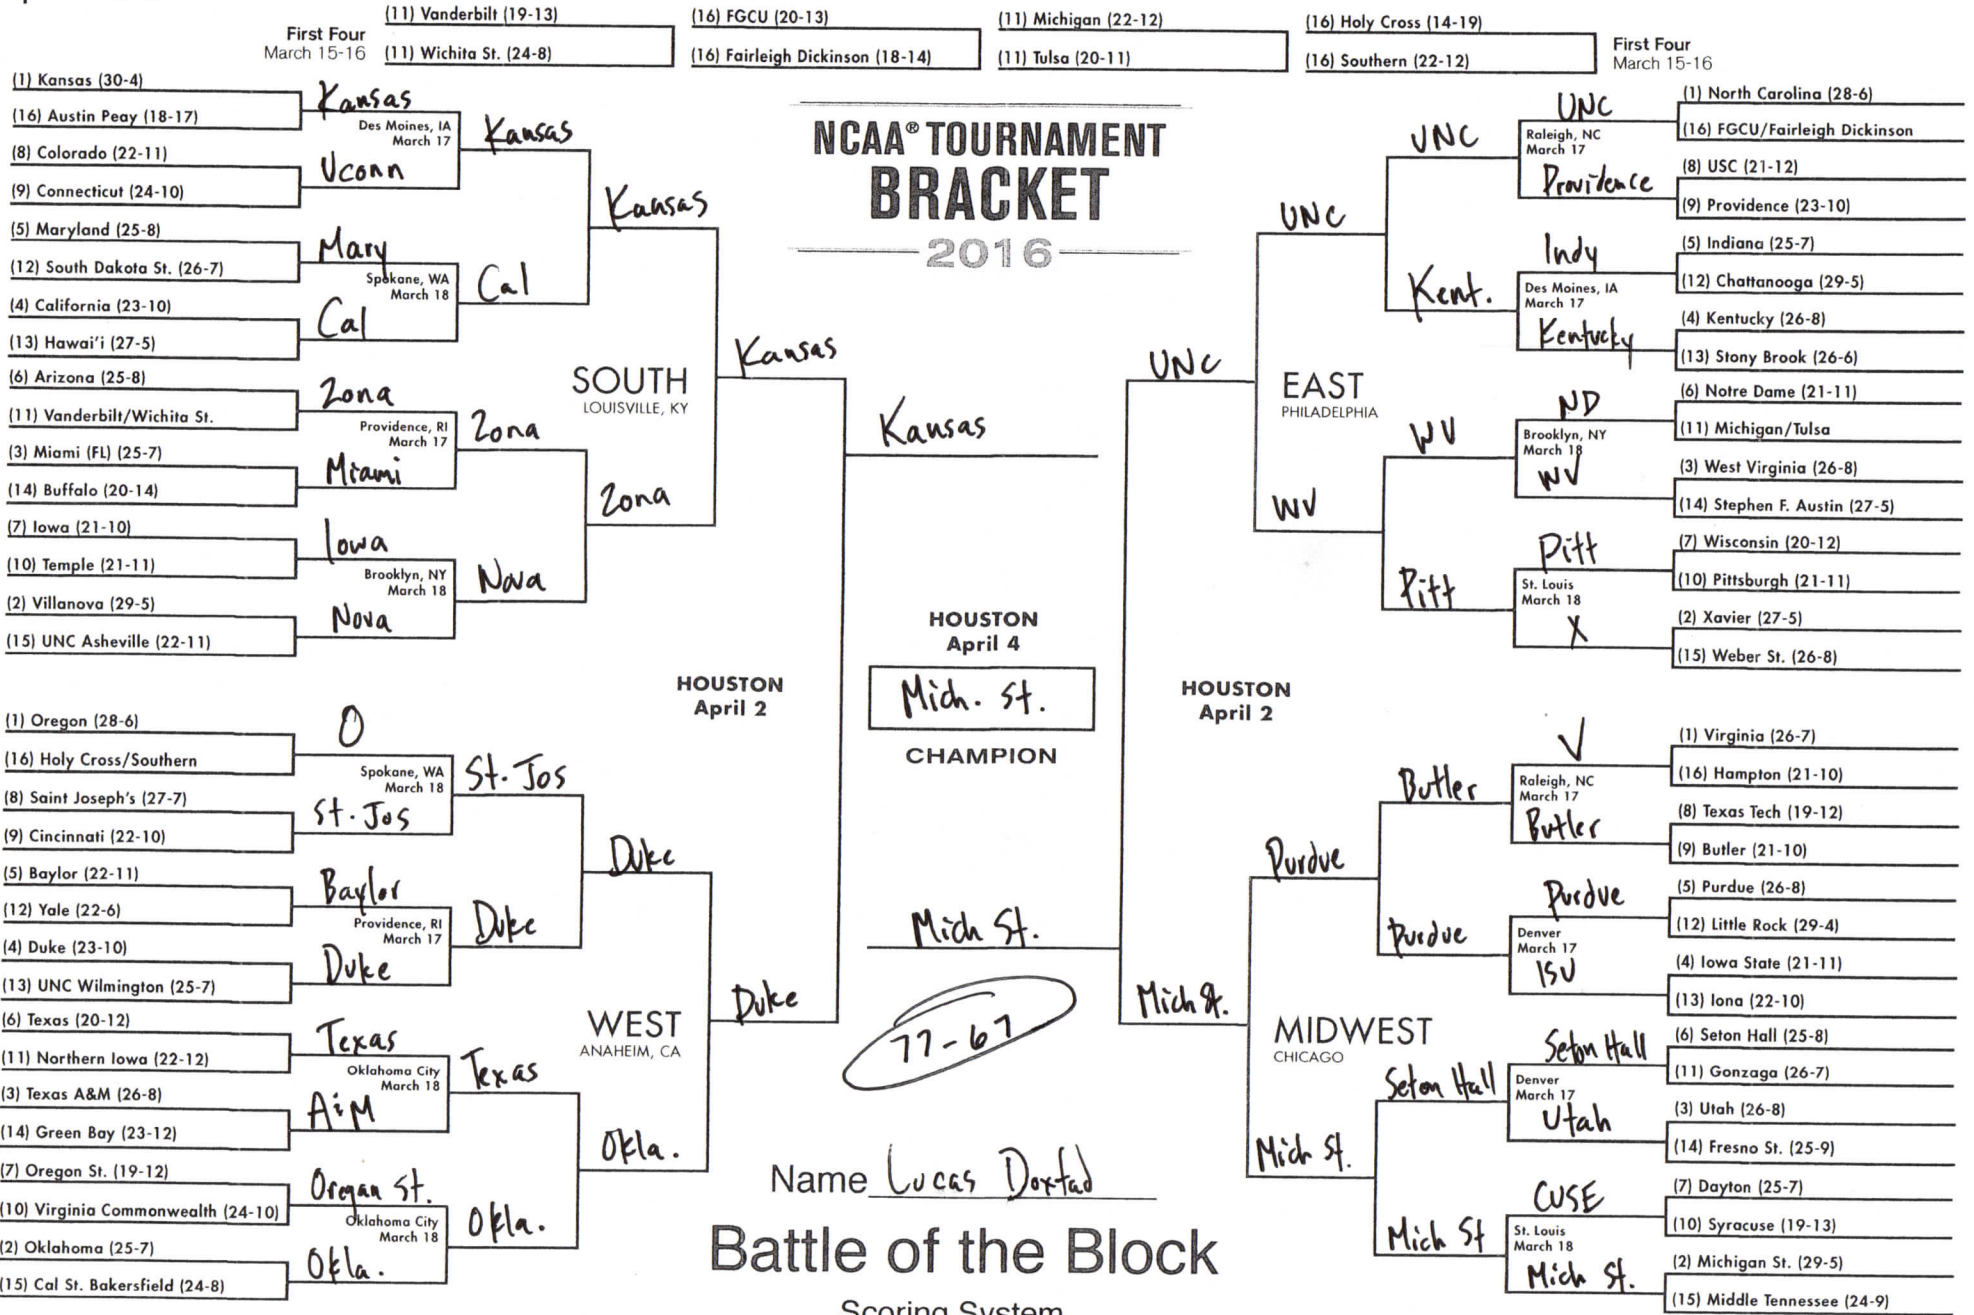 (11) Vanderbilt (19-13)
(11) Wichita St. (24-8)
(16) FGCU (20-13)
(16) Fairleigh Dickinson (18-14)
(11) Michigan (22-12)
(11) Tulsa (20-11)
(16) Holy Cross (14-19)
(16) Southern (22-12)
First Four
March 15-16
First Four
March 15-16
NCAA® TOURNAMENT
BRACKET
2016
(1) Kansas (30-4)
(16) Austin Peay (18-17)
(8) Colorado (22-11)
(9) Connecticut (24-10)
(5) Maryland (25-8)
(12) South Dakota St. (26-7)
(4) California (23-10)
(13) Hawai'i (27-5)
(6) Arizona (25-8)
(11) Vanderbilt/Wichita St.
(3) Miami (FL) (25-7)
(14) Buffalo (20-14)
(7) Iowa (21-10)
(10) Temple (21-11)
(2) Villanova (29-5)
(15) UNC Asheville (22-11)
Kansas
Des Moines, IA
March 17
Uconn
Mary
Spokane, WA
March 18
Cal
Zona
Providence, RI
March 17
Miami
Iowa
Brooklyn, NY
March 18
Nova
Kansas
Cal
Zona
Nova
Kansas
Zona
SOUTH
LOUISVILLE, KY
Kansas
Kansas
(1) Oregon (28-6)
(16) Holy Cross/Southern
(8) Saint Joseph's (27-7)
(9) Cincinnati (22-10)
(5) Baylor (22-11)
(12) Yale (22-6)
(4) Duke (23-10)
(13) UNC Wilmington (25-7)
(6) Texas (20-12)
(11) Northern Iowa (22-12)
(3) Texas A&M (26-8)
(14) Green Bay (23-12)
(7) Oregon St. (19-12)
(10) Virginia Commonwealth (24-10)
(2) Oklahoma (25-7)
(15) Cal St. Bakersfield (24-8)
O
Spokane, WA
March 18
St. Jos
Baylor
Providence, RI
March 17
Duke
Texas
Oklahoma City
March 18
A&M
Oregan St.
Oklahoma City
March 18
Okla.
St. Jos
Duke
Texas
Okla.
Duke
Okla.
WEST
ANAHEIM, CA
Duke
HOUSTON
April 2
HOUSTON
April 4
Mich. St.
CHAMPION
HOUSTON
April 2
Mich St.
77-67
UNC
(1) North Carolina (28-6)
(16) FGCU/Fairleigh Dickinson
(8) USC (21-12)
(9) Providence (23-10)
(5) Indiana (25-7)
(12) Chattanooga (29-5)
(4) Kentucky (26-8)
(13) Stony Brook (26-6)
(6) Notre Dame (21-11)
(11) Michigan/Tulsa
(3) West Virginia (26-8)
(14) Stephen F. Austin (27-5)
(7) Wisconsin (20-12)
(10) Pittsburgh (21-11)
(2) Xavier (27-5)
(15) Weber St. (26-8)
Raleigh, NC
March 17
Providence
Indy
Des Moines, IA
March 17
Kentucky
ND
Brooklyn, NY
March 18
WV
Pitt
St. Louis
March 18
X
UNC
Kent.
WV
Pitt
UNC
WV
EAST
PHILADELPHIA
UNC
(1) Virginia (26-7)
(16) Hampton (21-10)
(8) Texas Tech (19-12)
(9) Butler (21-10)
(5) Purdue (26-8)
(12) Little Rock (29-4)
(4) Iowa State (21-11)
(13) Iona (22-10)
(6) Seton Hall (25-8)
(11) Gonzaga (26-7)
(3) Utah (26-8)
(14) Fresno St. (25-9)
(7) Dayton (25-7)
(10) Syracuse (19-13)
(2) Michigan St. (29-5)
(15) Middle Tennessee (24-9)
V
Raleigh, NC
March 17
Butler
Purdue
Denver
March 17
ISU
Seton Hall
Denver
March 17
Utah
CUSE
St. Louis
March 18
Mich St.
Butler
Purdue
Seton Hall
Mich St
Purdue
Mich St.
MIDWEST
CHICAGO
Mich St.
Name Lucas Doxtad
Battle of the Block
Scoring System